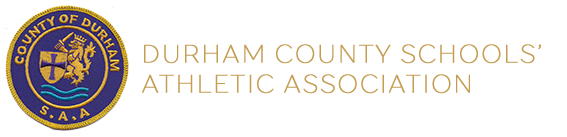 COUNTY OF DURHAM
S.A.A
DURHAM COUNTY SCHOOLS’
ATHLETIC ASSOCIATION